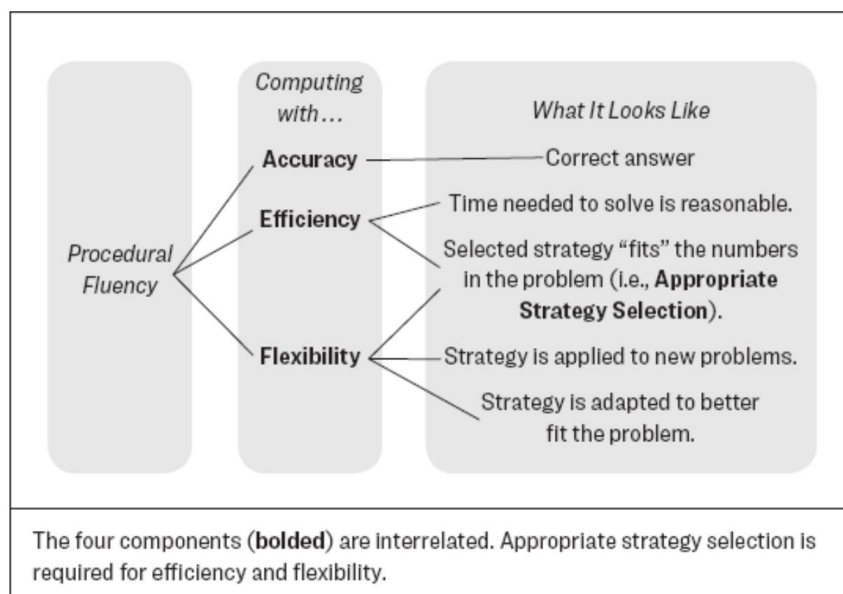 Procedural
Fluency
Computing
with...
Accuracy
Efficiency
Flexibility
What It Looks Like
Correct answer
Time needed to solve is reasonable.
Selected strategy “fits” the numbers
in the problem (i.e., Appropriate
Strategy Selection).
Strategy is applied to new problems.
Strategy is adapted to better
fit the problem.
The four components (bolded) are interrelated. Appropriate strategy selection is
required for efficiency and flexibility.